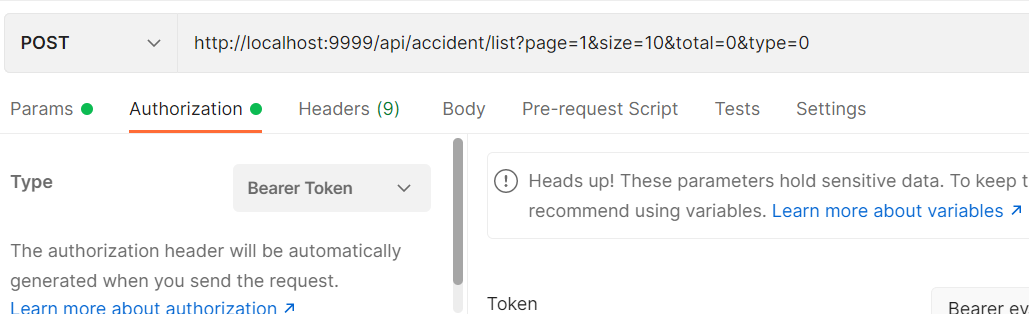 POST http://localhost:9999/api/accident/list?page=1&size=10&total=0&type=0
Params Authorization Headers (9) Body Pre-request Script Tests Settings
Type Bearer Token
The authorization header will be automatically
generated when you send the request.
Learn more about authorization ↗
Heads up! These parameters hold sensitive data. To keep
recommend using variables. Learn more about variables ↗
Token Bearer